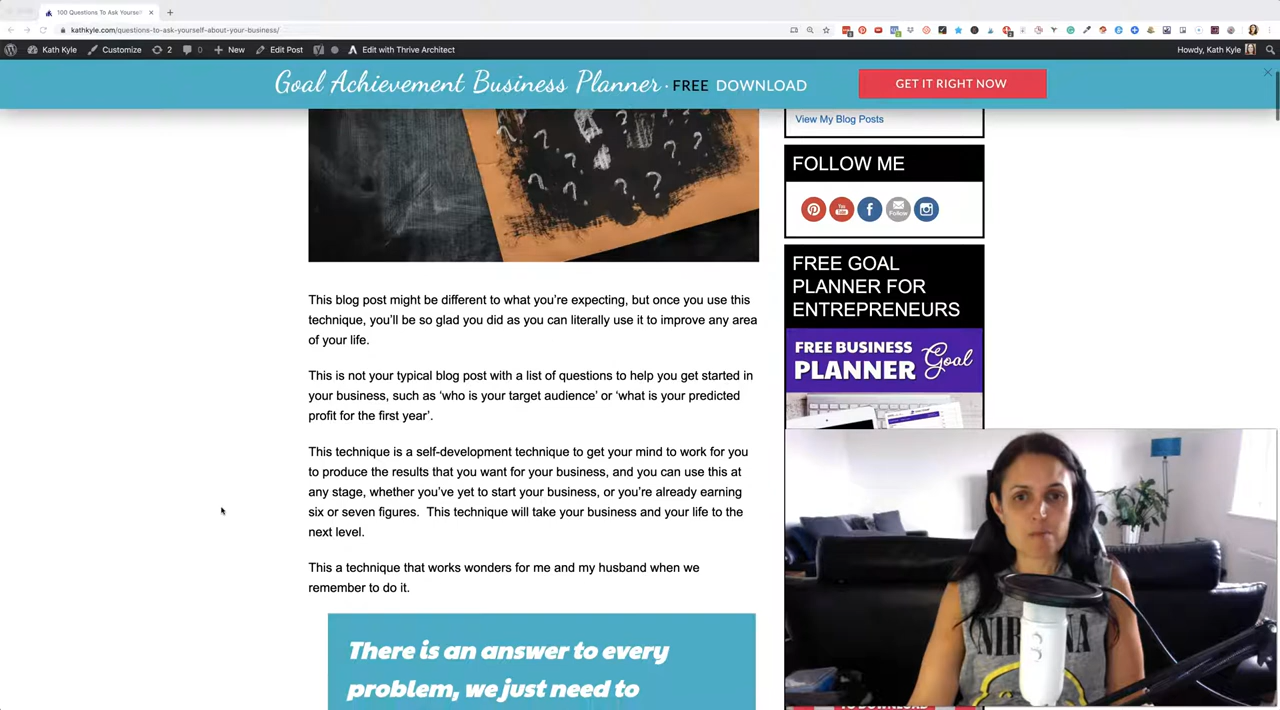 100 Questions To Ask Yourself
kathkyle.com/questions-to-ask-yourself-about-your-business/
Kath Kyle Customize 2 0 New Edit Post Edit with Thrive Architect Howdy, Kath Kyle
Goal Achievement Business Planner · FREE DOWNLOAD GET IT RIGHT NOW
View My Blog Posts
FOLLOW ME
You Tube
Follow
FREE GOAL
PLANNER FOR
ENTREPRENEURS
FREE BUSINESS
PLANNER Goal
This blog post might be different to what you're expecting, but once you use this
technique, you'll be so glad you did as you can literally use it to improve any area
of your life.
This is not your typical blog post with a list of questions to help you get started in
your business, such as 'who is your target audience' or 'what is your predicted
profit for the first year'.
This technique is a self-development technique to get your mind to work for you
to produce the results that you want for your business, and you can use this at
any stage, whether you've yet to start your business, or you're already earning
six or seven figures. This technique will take your business and your life to the
next level.
This a technique that works wonders for me and my husband when we
remember to do it.
There is an answer to every
problem, we just need to
NIRVANA